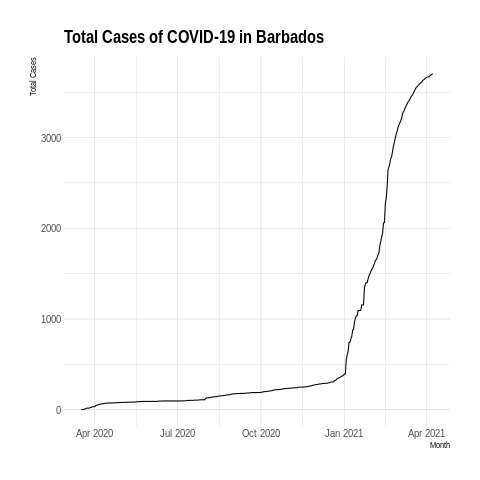 Total Cases of COVID-19 in Barbados
Total Cases
3000
2000
1000
0
Apr 2020 Jul 2020 Oct 2020 Jan 2021 Apr 2021
Month